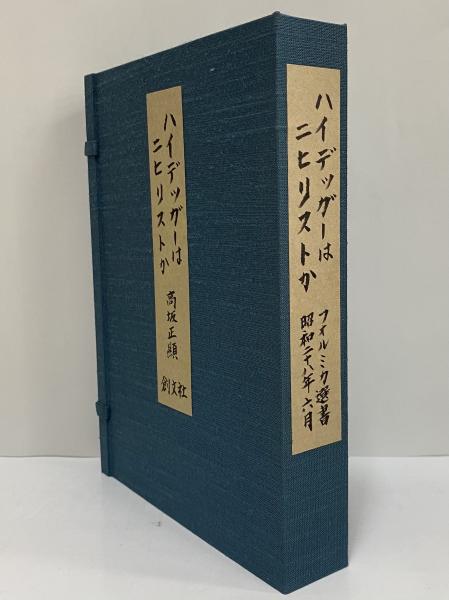 ハイデッガーは
ニヒリストか
高坂正顕
創文社
ハイデッガーは
ニヒリストか
フオルミカ選書
昭和二十八年六月